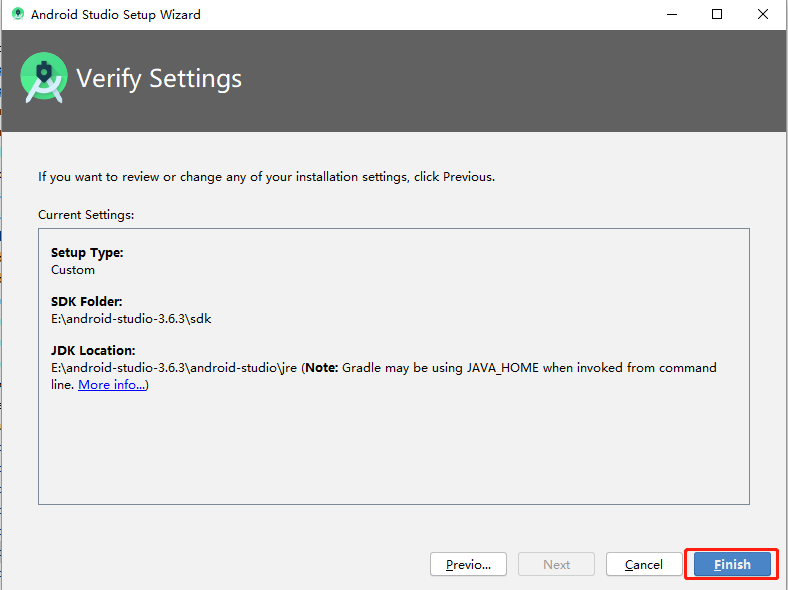 Android Studio Setup Wizard
Verify Settings
If you want to review or change any of your installation settings, click Previous.
Current Settings:
Setup Type:
Custom
SDK Folder:
E:\android-studio-3.6.3\sdk
JDK Location:
E:\android-studio-3.6.3\android-studio\jre (Note: Gradle may be using JAVA_HOME when invoked from command
line. More info...)
Previo... Next Cancel Finish